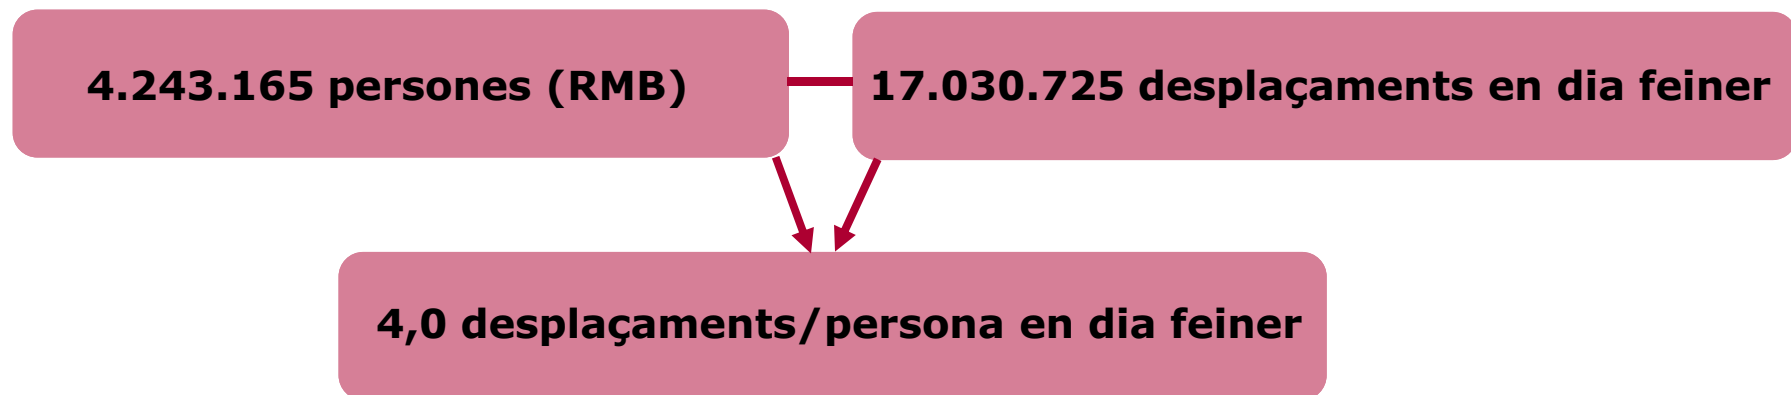 4.243.165 persones (RMB)
17.030.725 desplaçaments en dia feiner
4,0 desplaçaments/persona en dia feiner